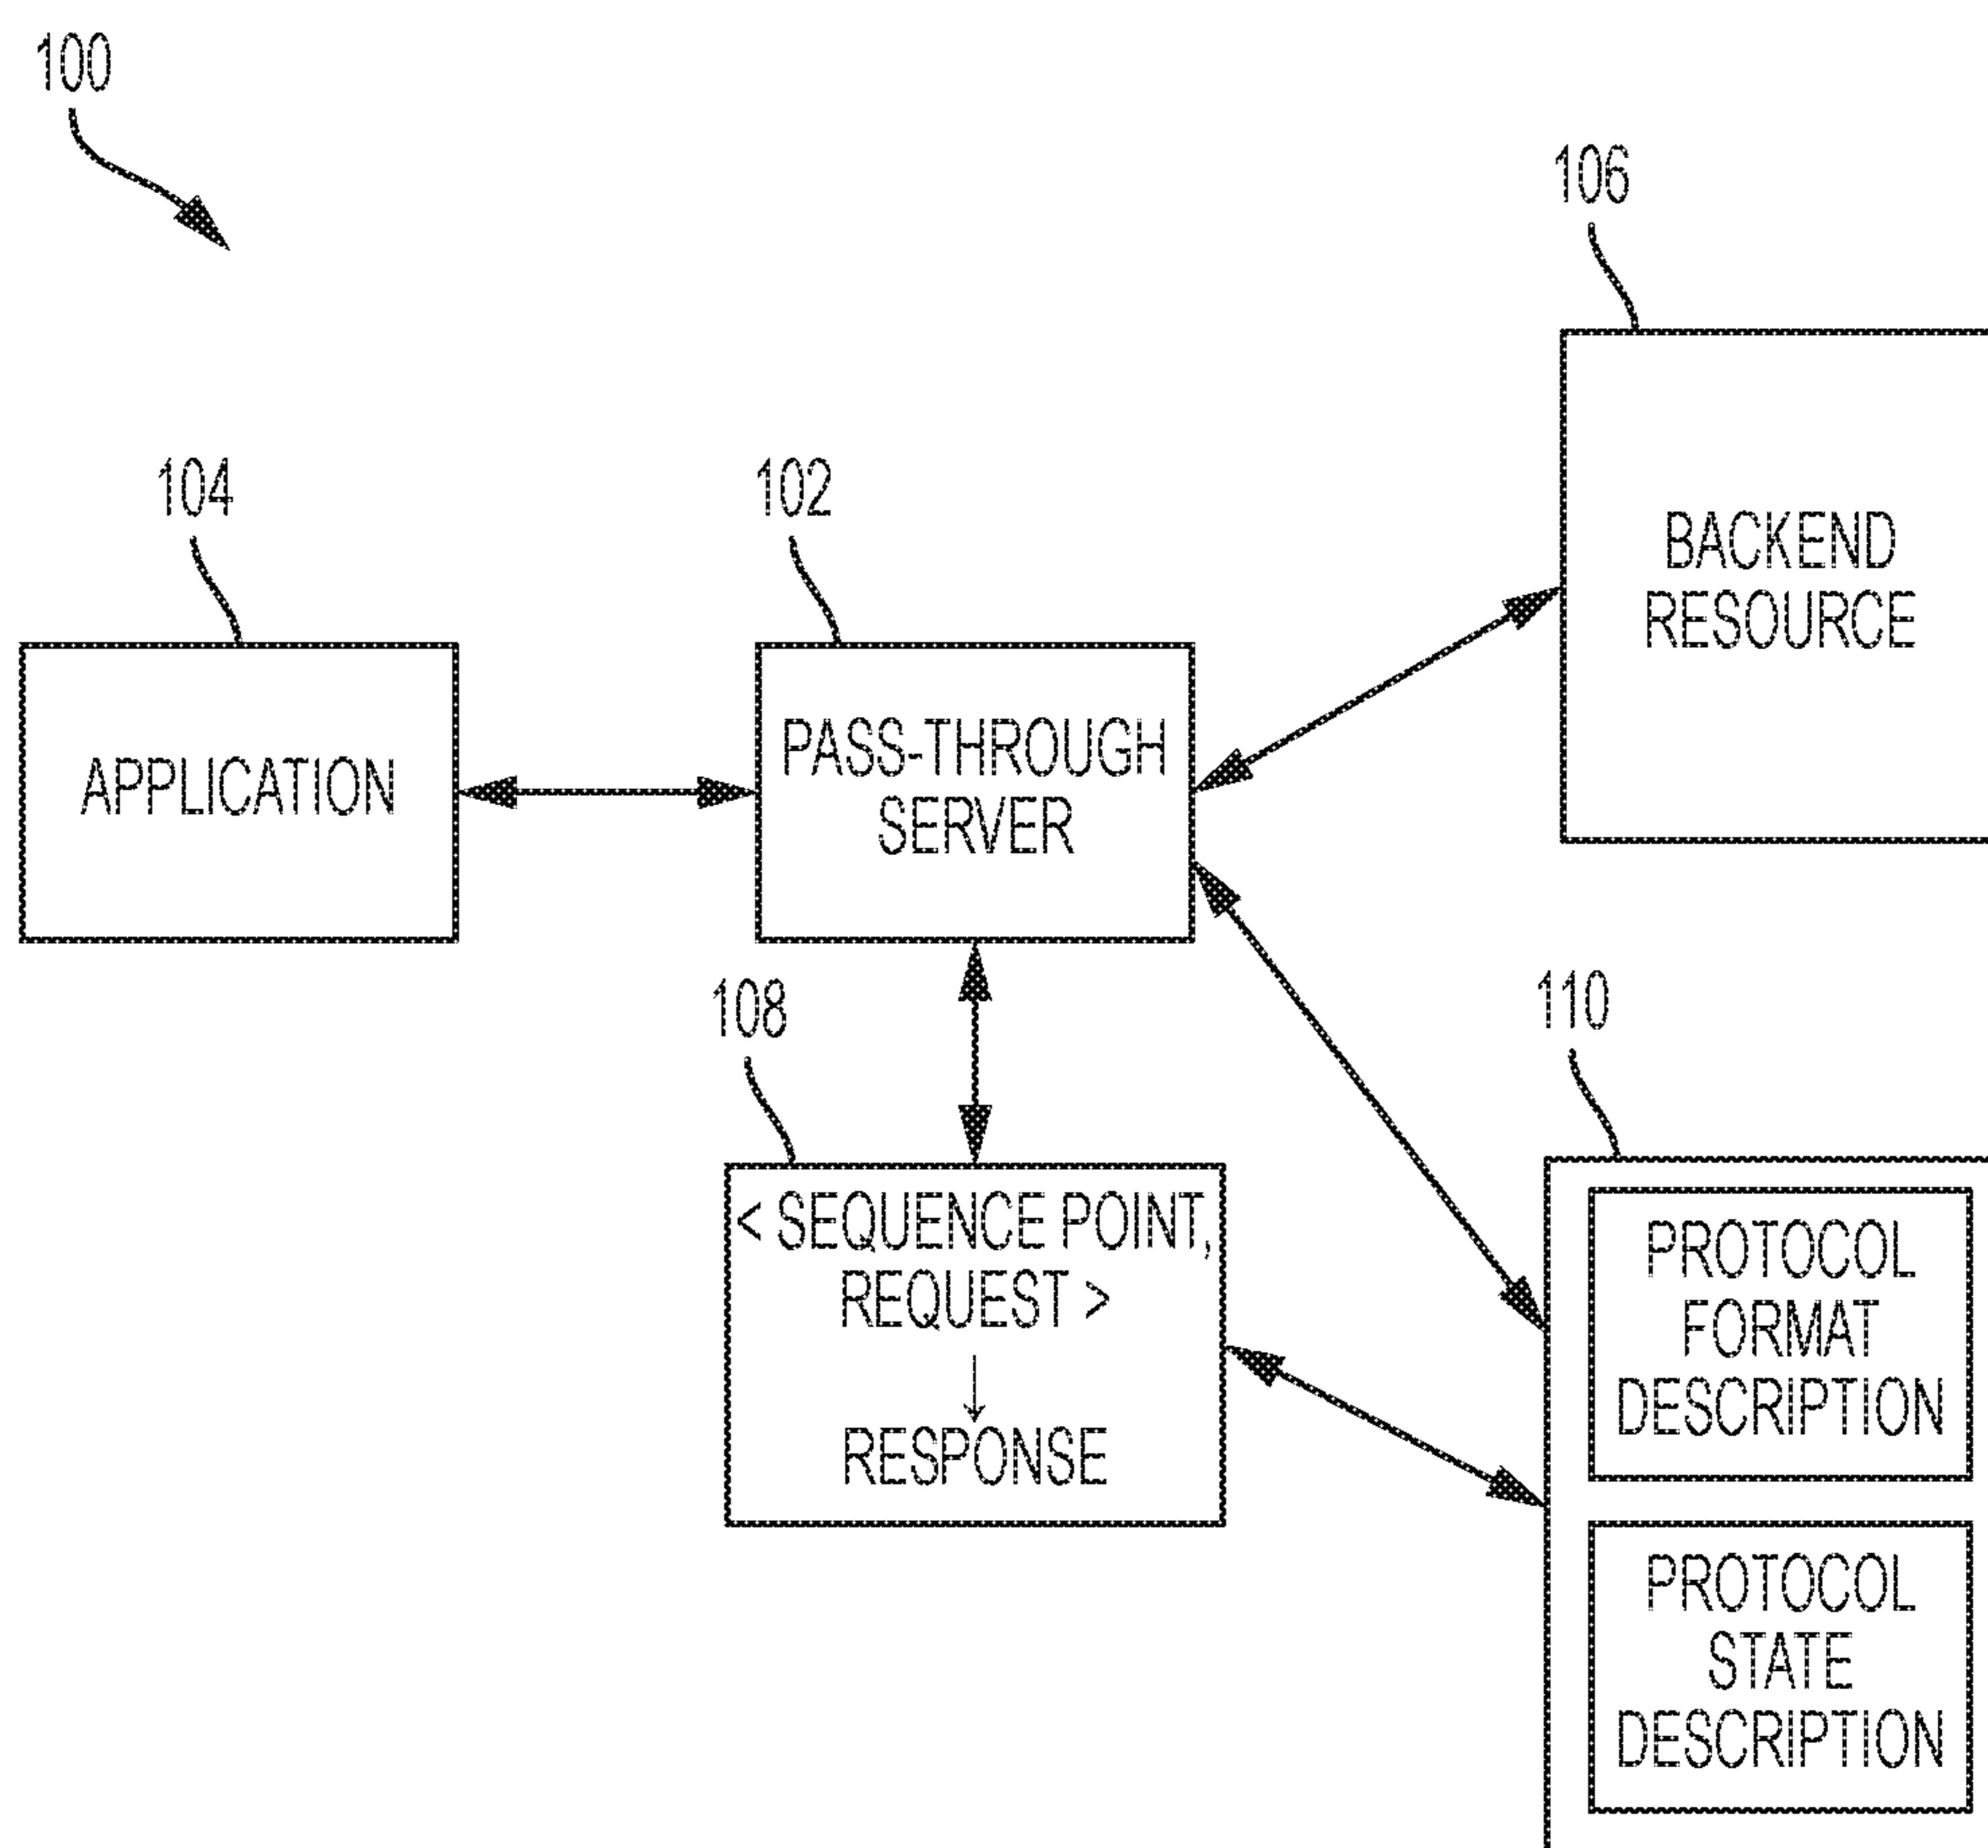 100
106
BACKEND
RESOURCE
104
102
APPLICATION
PASS-THROUGH
SERVER
108
< SEQUENCE POINT,
REQUEST >
↓
RESPONSE
110
PROTOCOL
FORMAT
DESCRIPTION
PROTOCOL
STATE
DESCRIPTION